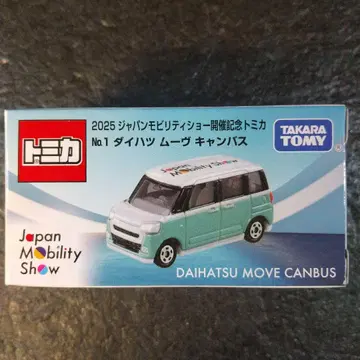 2025 ジャパンモビリティショー開催記念トミカ
No.1 ダイハツ ムーヴ キャンバス
トミカ
TAKARA
TOMY
Japan
Mobility
Show
Japan
Mobility
Show
DAIHATSU MOVE CANBUS